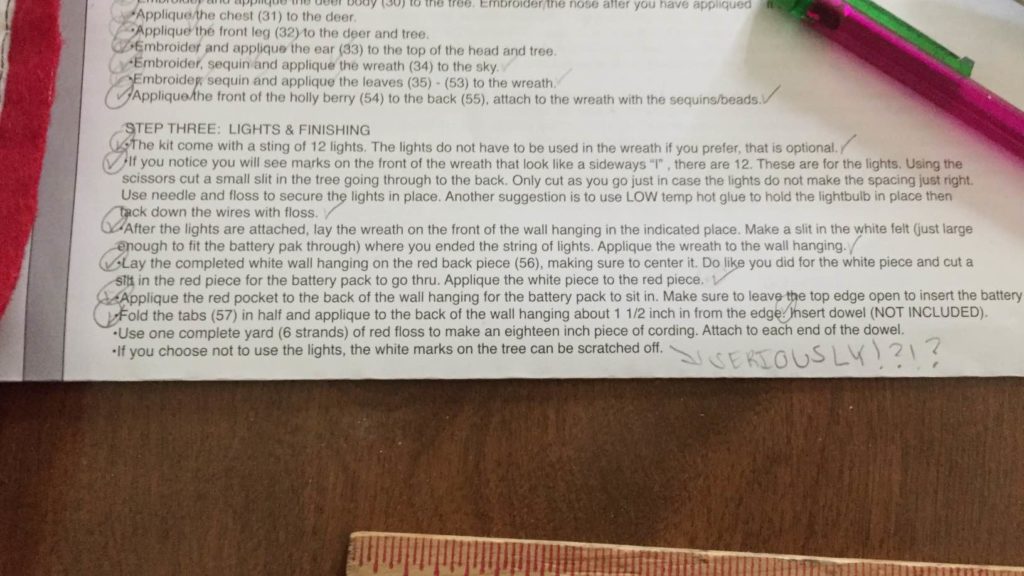 Embroider and applique the deer body (30) to the tree. Embroider the nose after you have appliqued it.
•Applique the chest (31) to the deer.
•Applique the front leg (32) to the deer and tree.
•Embroider and applique the ear (33) to the top of the head and tree.
•Embroider, sequin and applique the wreath (34) to the sky.
•Embroider, sequin and applique the leaves (35) - (53) to the wreath.
•Applique the front of the holly berry (54) to the back (55), attach to the wreath with the sequins/beads.
STEP THREE: LIGHTS & FINISHING
•The kit come with a sting of 12 lights. The lights do not have to be used in the wreath if you prefer, that is optional.
•If you notice you will see marks on the front of the wreath that look like a sideways "I" , there are 12. These are for the lights. Using the
scissors cut a small slit in the tree going through to the back. Only cut as you go just in case the lights do not make the spacing just right.
Use needle and floss to secure the lights in place. Another suggestion is to use LOW temp hot glue to hold the lightbulb in place then
tack down the wires with floss.
•After the lights are attached, lay the wreath on the front of the wall hanging in the indicated place. Make a slit in the white felt (just large
enough to fit the battery pak through) where you ended the string of lights. Applique the wreath to the wall hanging.
•Lay the completed white wall hanging on the red back piece (56), making sure to center it. Do like you did for the white piece and cut a
slit in the red piece for the battery pack to go thru. Applique the white piece to the red piece.
•Applique the red pocket to the back of the wall hanging for the battery pack to sit in. Make sure to leave the top edge open to insert the battery
•Fold the tabs (57) in half and applique to the back of the wall hanging about 1 1/2 inch in from the edge. Insert dowel (NOT INCLUDED).
•Use one complete yard (6 strands) of red floss to make an eighteen inch piece of cording. Attach to each end of the dowel.
•If you choose not to use the lights, the white marks on the tree can be scratched off. SERIOUSLY!?!?